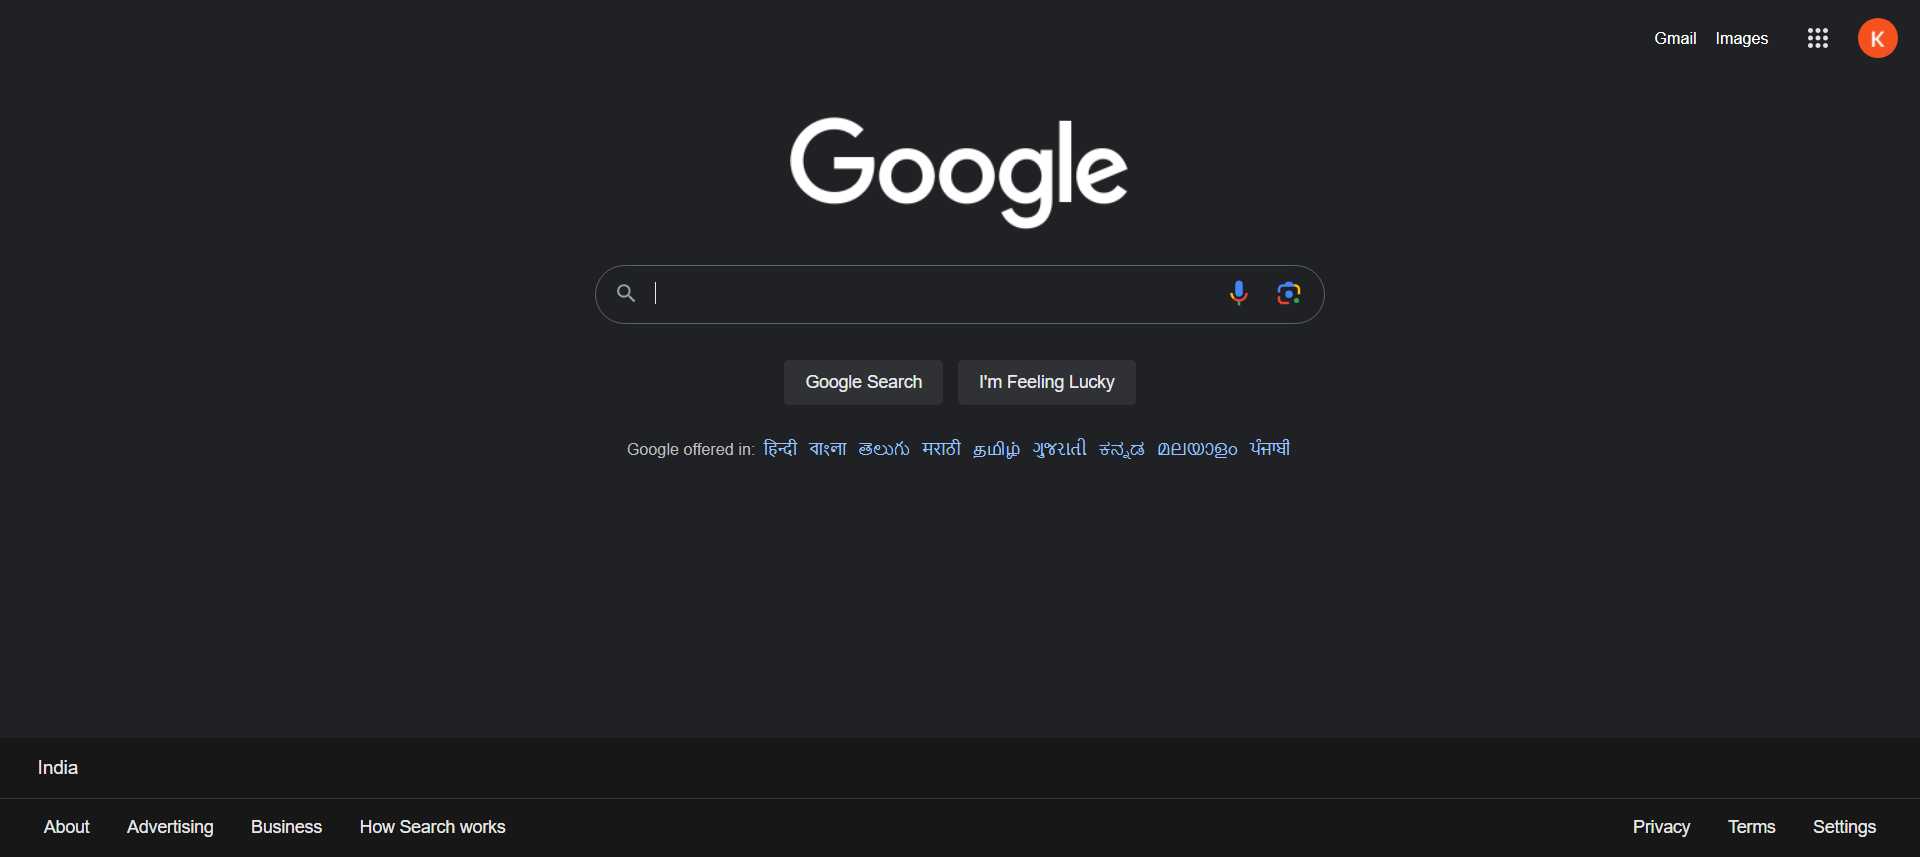 Gmail Images K
Google
Google Search I'm Feeling Lucky
Google offered in: हिन्दी বাংলা తెలుగు मराठी தமிழ் ગુજરાતી ಕನ್ನಡ മലയാളം ਪੰਜਾਬੀ
India
About Advertising Business How Search works Privacy Terms Settings